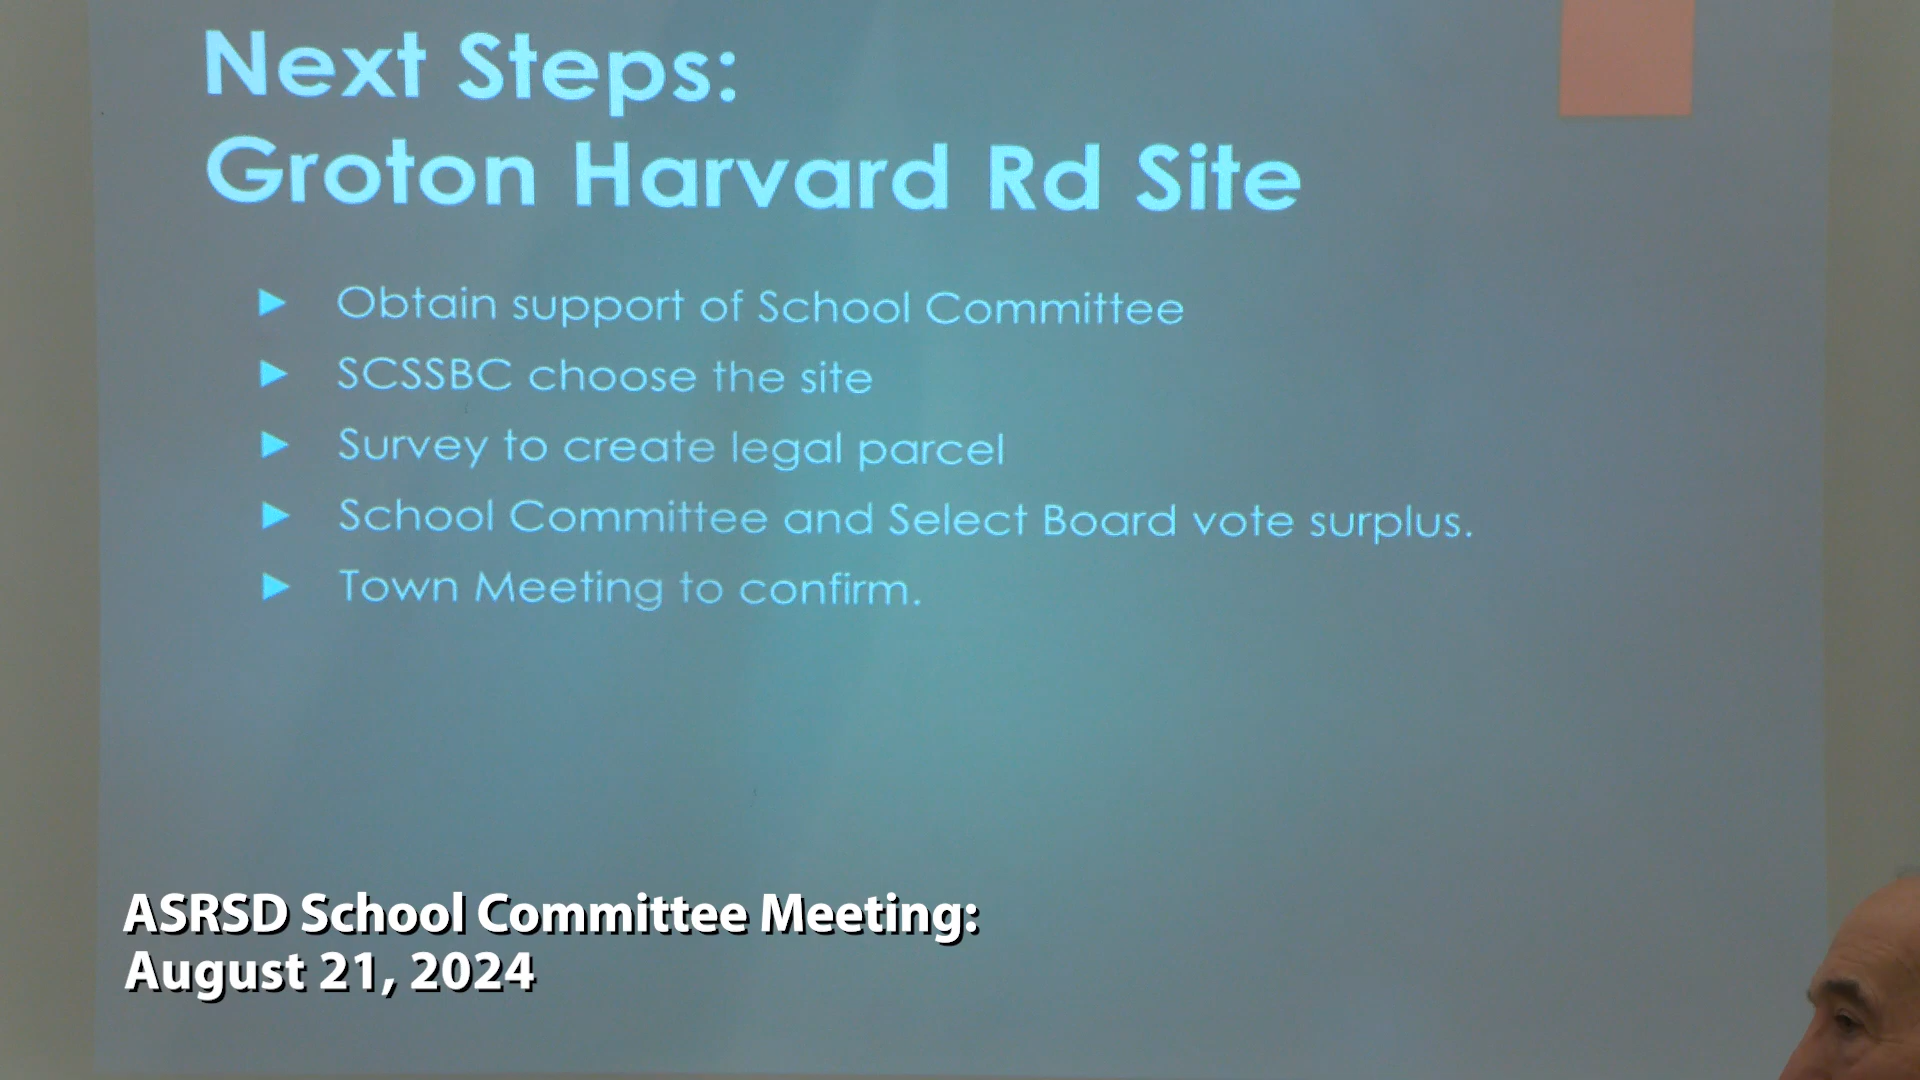 Next Steps:
Groton Harvard Rd Site
Obtain support of School Committee
SCSSBC choose the site
Survey to create legal parcel
School Committee and Select Board vote surplus.
Town Meeting to confirm.
ASRSD School Committee Meeting:
August 21, 2024